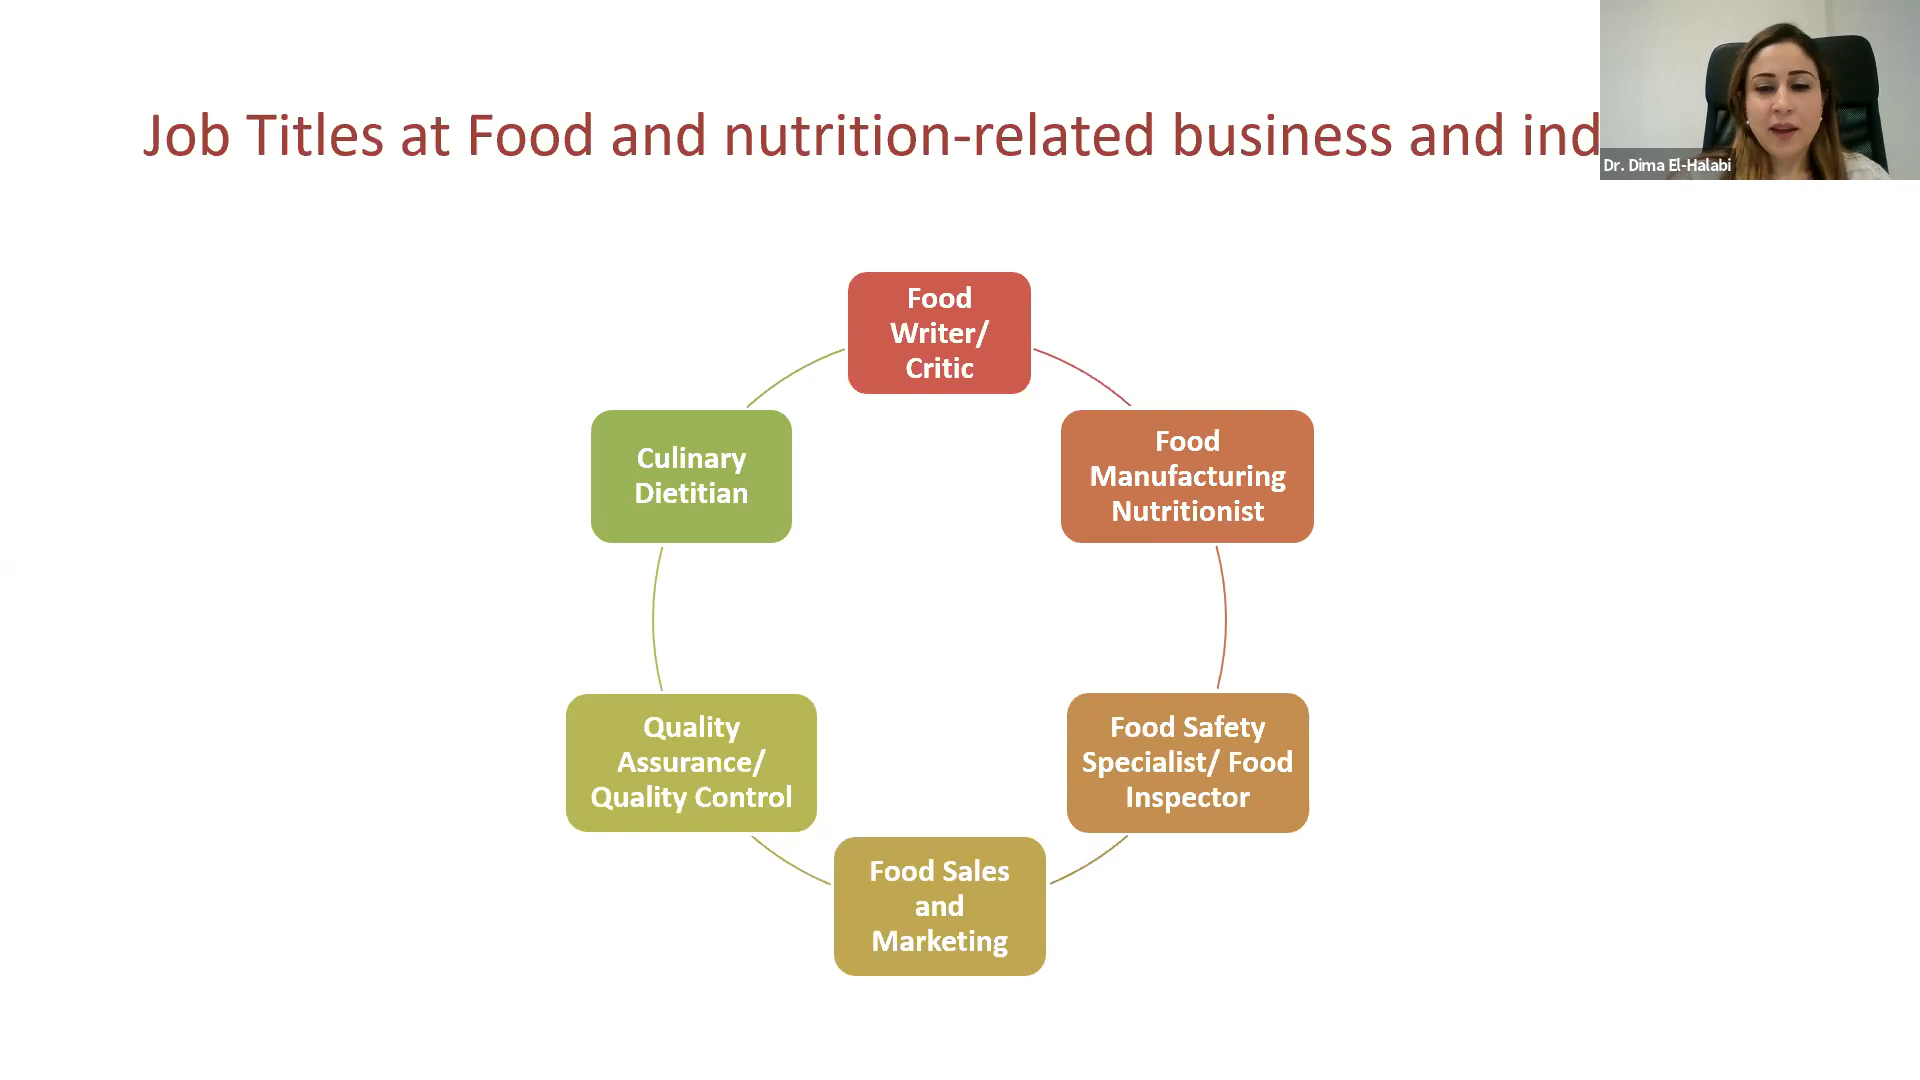 Job Titles at Food and nutrition-related business and ind
Dr. Dima El-Halabi
Food
Writer/
Critic
Food
Manufacturing
Nutritionist
Food Safety
Specialist/ Food
Inspector
Food Sales
and
Marketing
Quality
Assurance/
Quality Control
Culinary
Dietitian